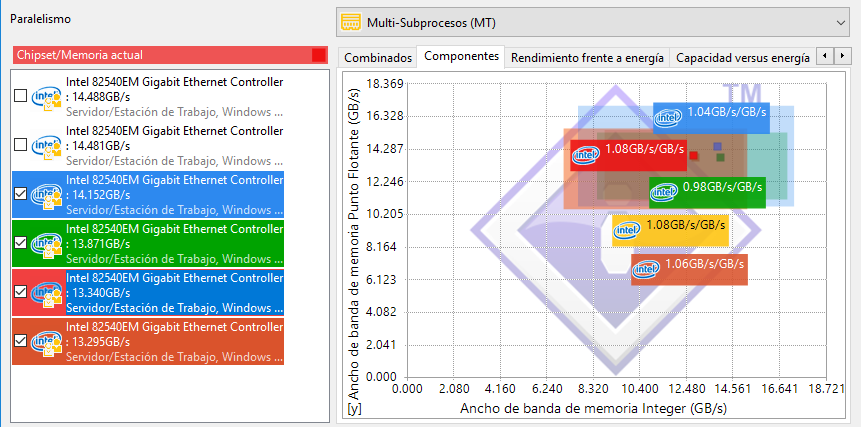 Paralelismo
Multi-Subprocesos (MT)
Chipset/Memoria actual
Combinados
Componentes
Rendimiento frente a energía
Capacidad versus energía
Intel 82540EM Gigabit Ethernet Controller
: 14.488GB/s
Servidor/Estación de Trabajo, Windows ...
Intel 82540EM Gigabit Ethernet Controller
: 14.481GB/s
Servidor/Estación de Trabajo, Windows ...
Intel 82540EM Gigabit Ethernet Controller
: 14.152GB/s
Servidor/Estación de Trabajo, Windows ...
Intel 82540EM Gigabit Ethernet Controller
: 13.871GB/s
Servidor/Estación de Trabajo, Windows ...
Intel 82540EM Gigabit Ethernet Controller
: 13.340GB/s
Servidor/Estación de Trabajo, Windows ...
Intel 82540EM Gigabit Ethernet Controller
: 13.295GB/s
Servidor/Estación de Trabajo, Windows ...
Ancho de banda de memoria Punto Flotante (GB/s)
[y]
18.369
16.328
14.287
12.246
10.205
8.164
6.123
4.082
2.041
0.000
TM
intel 1.04GB/s/GB/s
intel 1.08GB/s/GB/s
intel 0.98GB/s/GB/s
intel 1.08GB/s/GB/s
intel 1.06GB/s/GB/s
0.000 2.080 4.160 6.240 8.320 10.400 12.480 14.561 16.641 18.721
Ancho de banda de memoria Integer (GB/s)